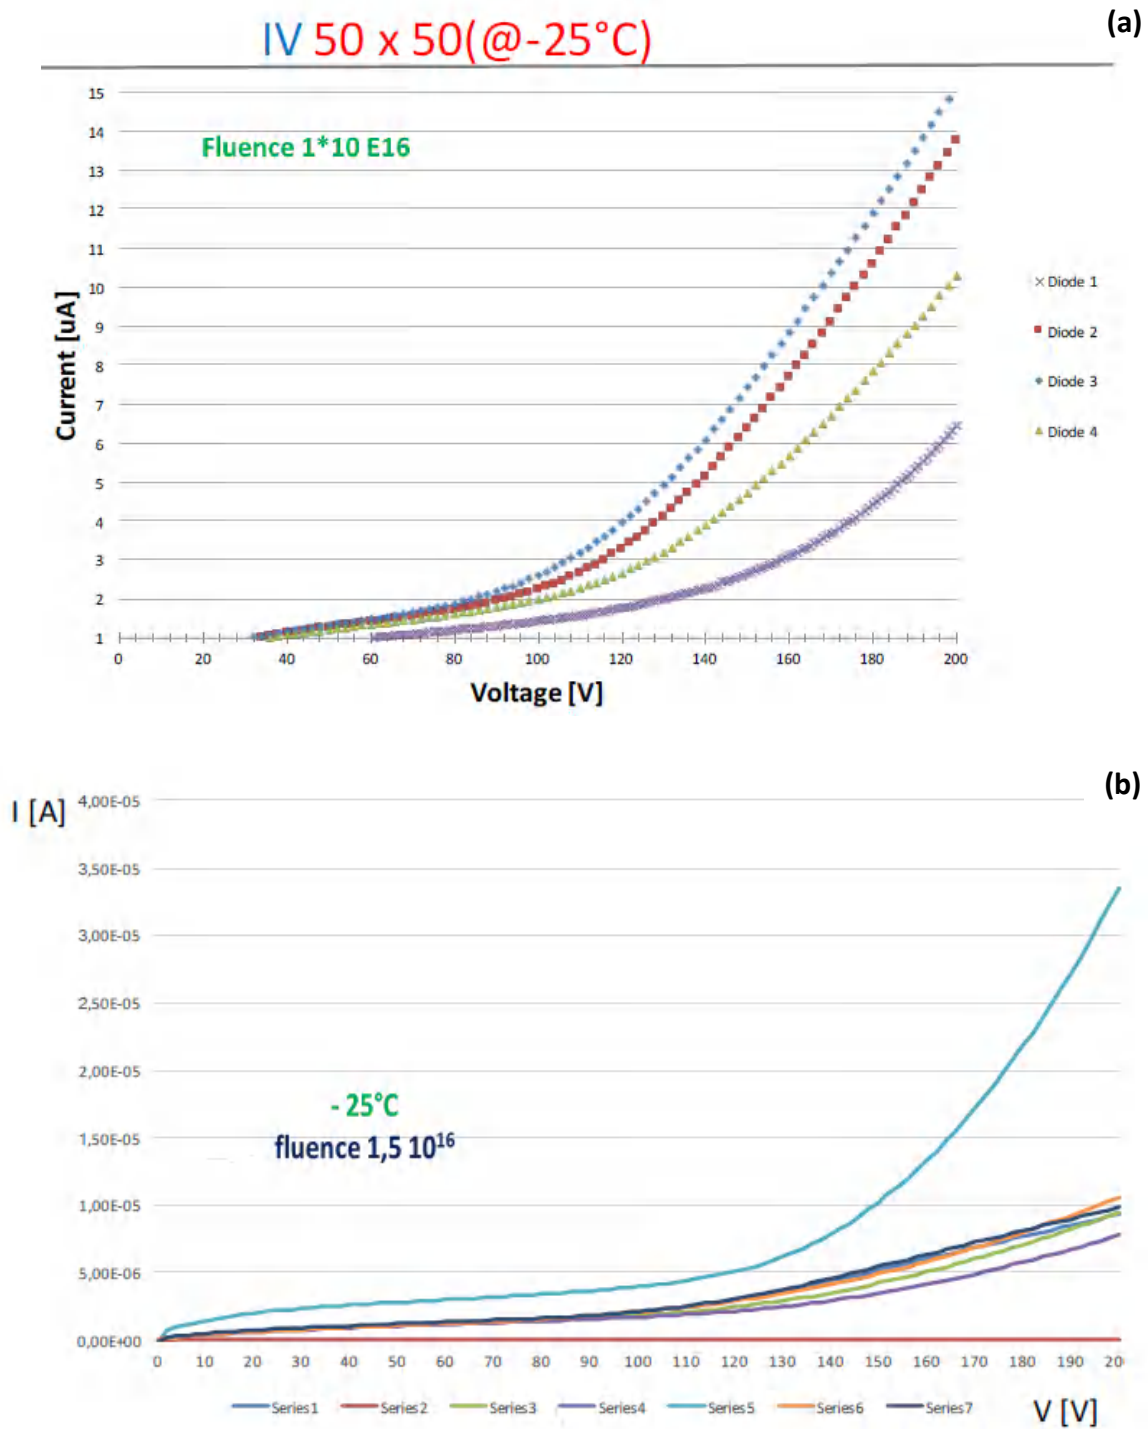 (a)
IV 50 x 50(@-25°C)
Fluence 1*10 E16
Current [uA]
15
14
13
12
11
10
9
8
7
6
5
4
3
2
1
0 20 40 60 80 100 120 140 160 180 200
Voltage [V]
Diode 1
Diode 2
Diode 3
Diode 4
(b)
I [A]
4,00E-05
3,50E-05
3,00E-05
2,50E-05
2,00E-05
1,50E-05
1,00E-05
5,00E-06
0,00E+00
- 25°C
fluence 1,5 10¹⁶
0 10 20 30 40 50 60 70 80 90 100 110 120 130 140 150 160 170 180 190 20
Series1 Series2 Series3 Series4 Series5 Series6 Series7
V [V]